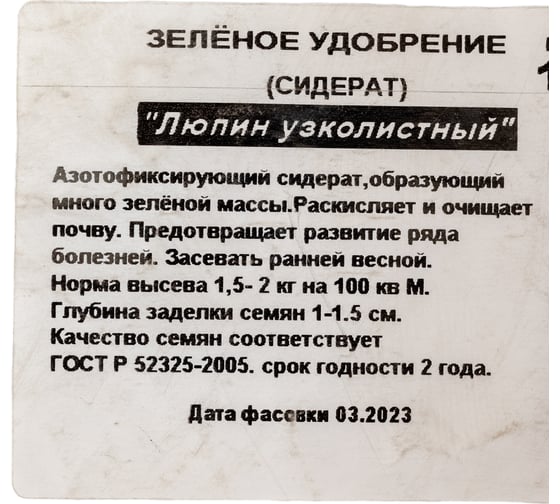 ЗЕЛЁНОЕ УДОБРЕНИЕ
(СИДЕРАТ)
"Люпин узколистный"
Азотофиксирующий сидерат,образующий
много зелёной массы.Раскисляет и очищает
почву. Предотвращает развитие ряда
болезней. Засевать ранней весной.
Норма высева 1,5- 2 кг на 100 кв М.
Глубина заделки семян 1-1.5 см.
Качество семян соответствует
ГОСТ Р 52325-2005. срок годности 2 года.
Дата фасовки 03.2023